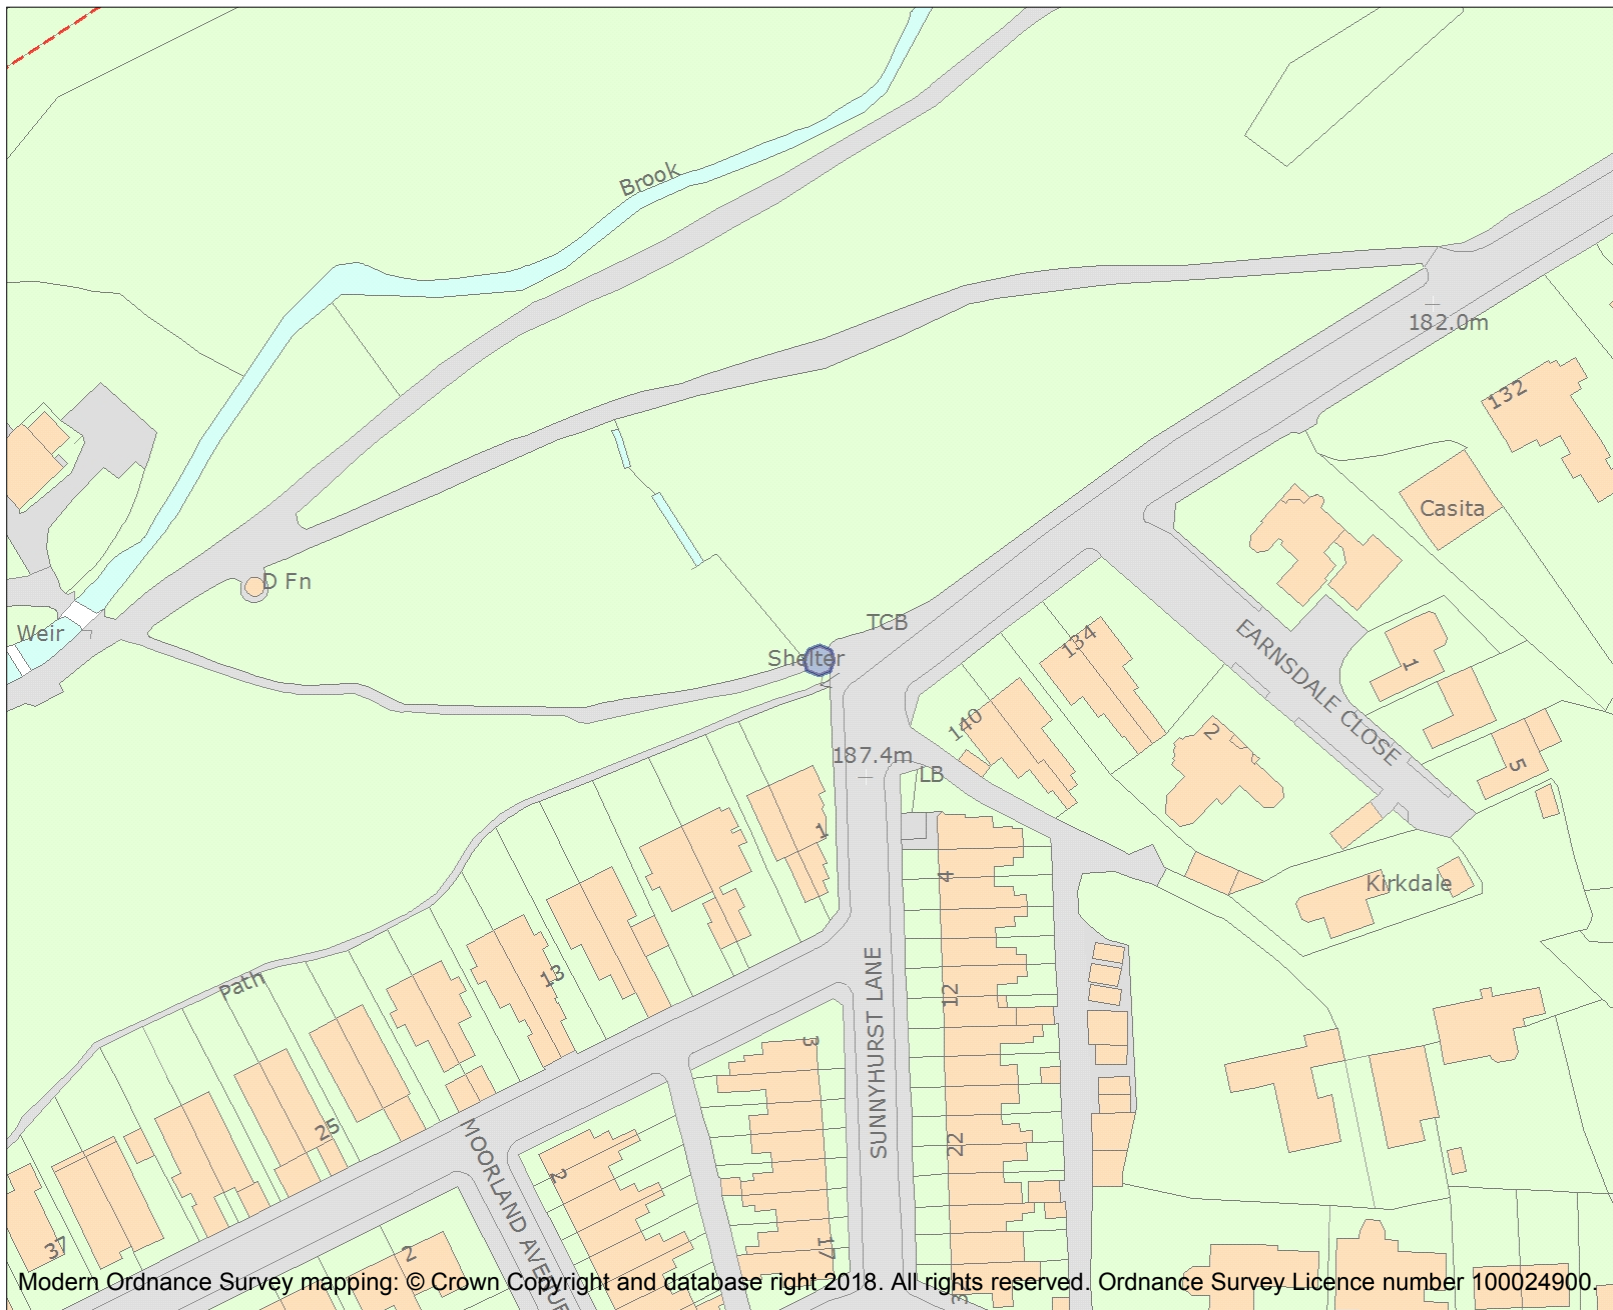 Brook
182.0m
132
Casita
D Fn
TCB
Weir
Shelter
134
EARNSDALE CLOSE
1
140
2
187.4m
LB
5
1
4
Kirkdale
13
Path
12
SUNNYHURST LANE
3
25
MOORLAND AVENUE
22
2
37
2
17
3
Modern Ordnance Survey mapping: © Crown Copyright and database right 2018. All rights reserved. Ordnance Survey Licence number 100024900.